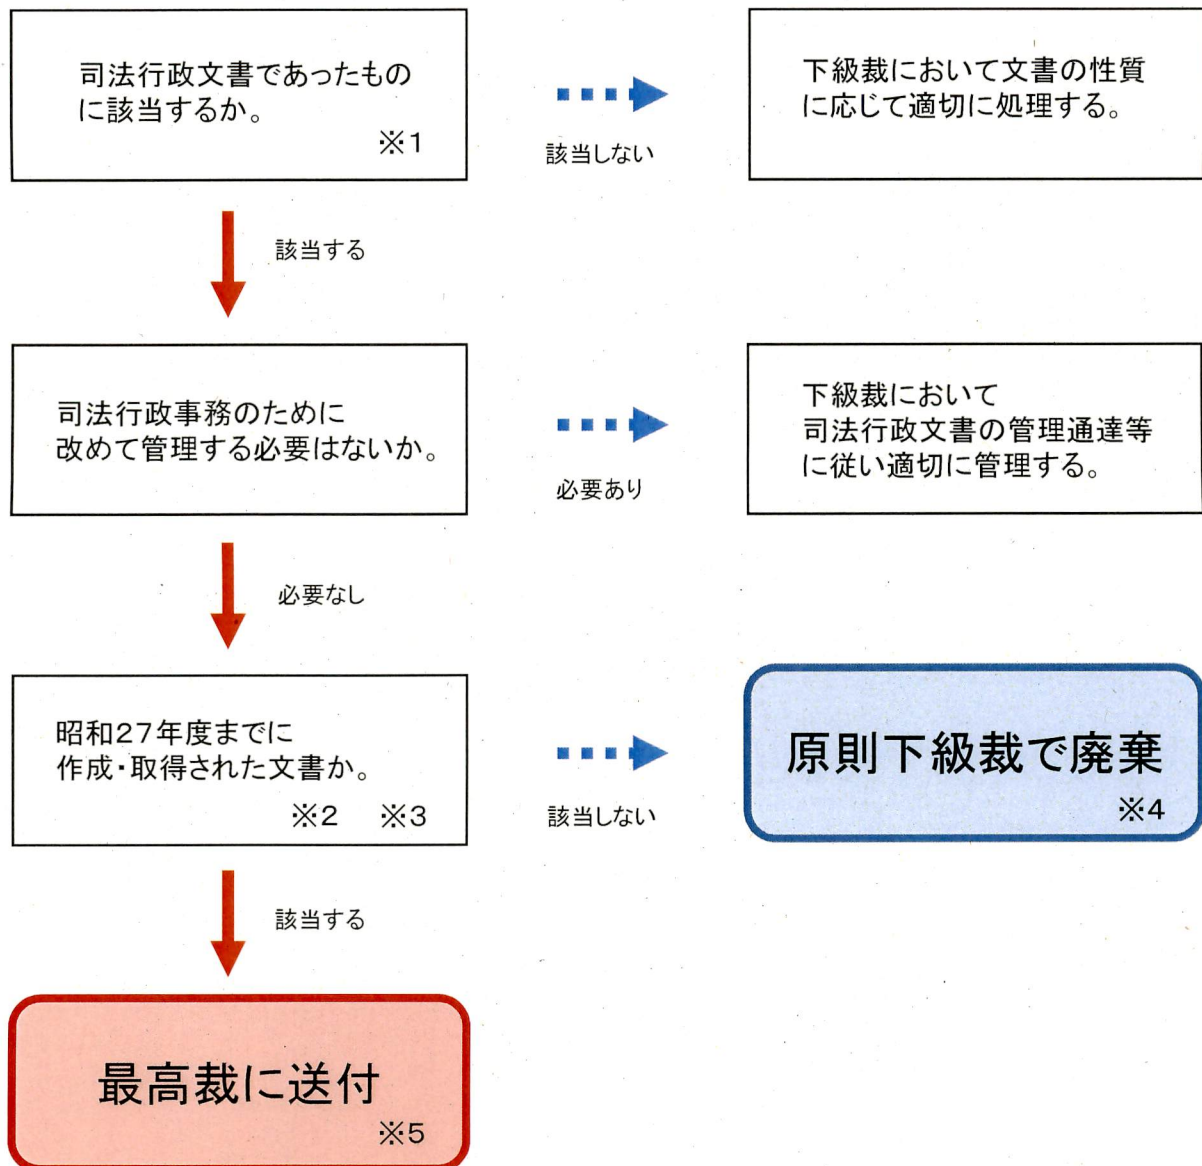 司法行政文書であったもの
に該当するか。
※1
該当しない
下級裁において文書の性質
に応じて適切に処理する。
該当する
司法行政事務のために
改めて管理する必要はないか。
必要あり
下級裁において
司法行政文書の管理通達等
に従い適切に管理する。
必要なし
昭和27年度までに
作成・取得された文書か。
※2 ※3
該当しない
原則下級裁で廃棄
※4
該当する
最高裁に送付
※5